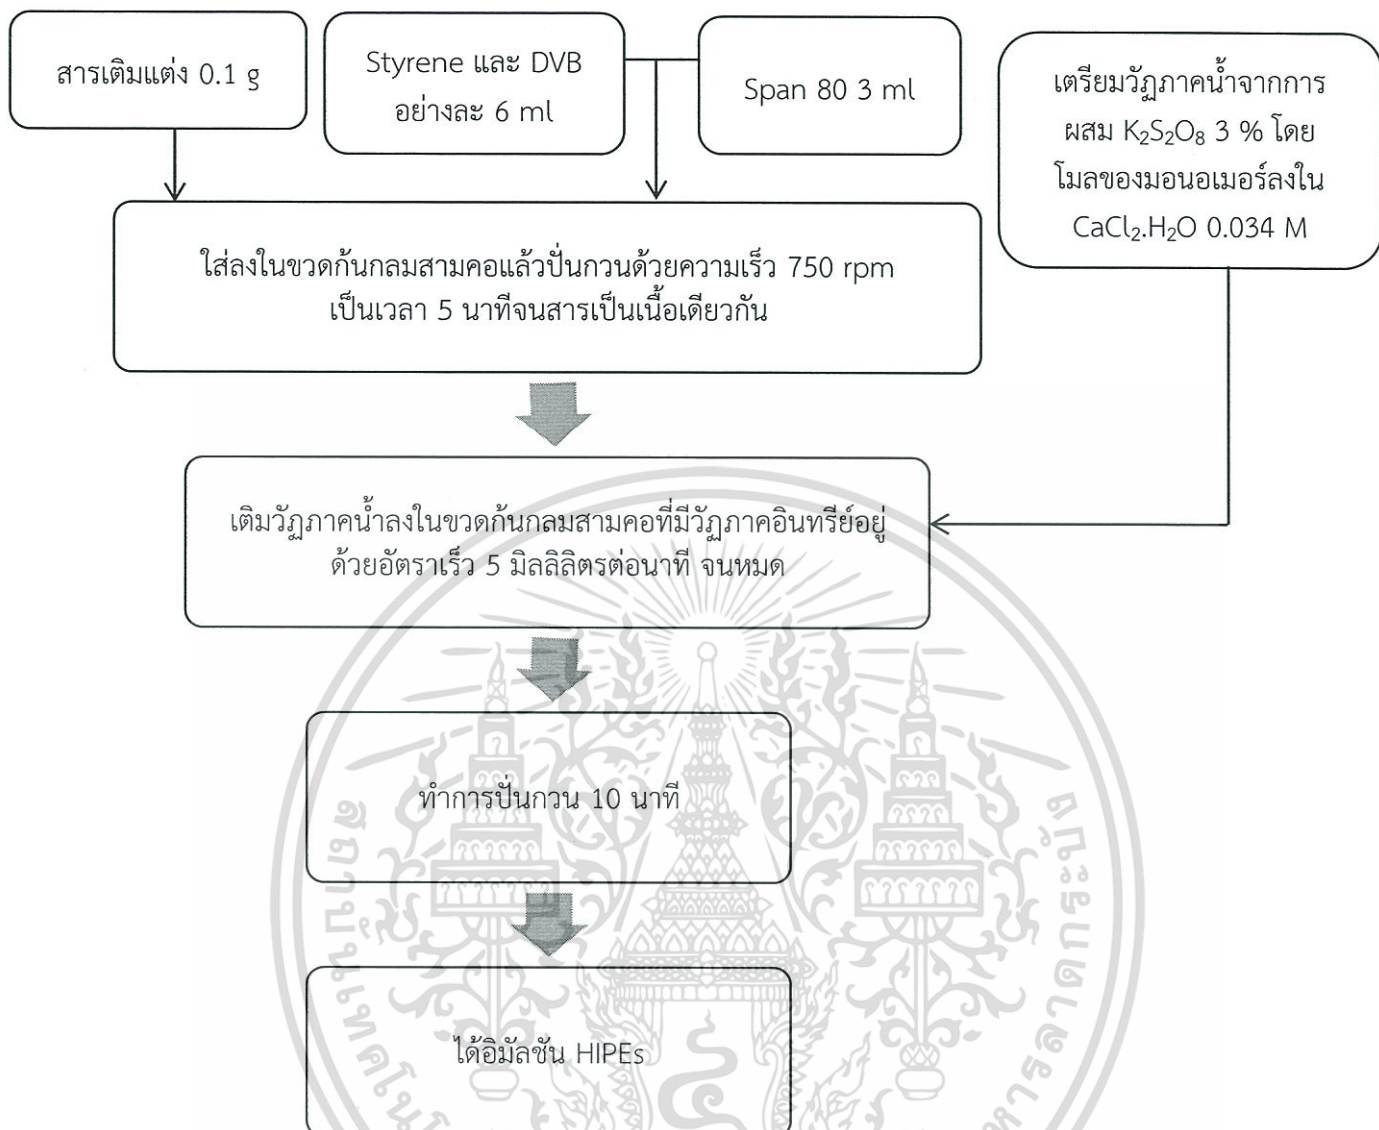 สารเติมแต่ง 0.1 g
Styrene และ DVB
อย่างละ 6 ml
Span 80 3 ml
เตรียมวัฏภาคน้ำจากการ
ผสม K₂S₂O₈ 3 % โดย
โมลของมอนอเมอร์ลงใน
CaCl₂.H₂O 0.034 M
ใส่ลงในขวดก้นกลมสามคอแล้วปั่นกวนด้วยความเร็ว 750 rpm
เป็นเวลา 5 นาทีจนสารเป็นเนื้อเดียวกัน
เติมวัฏภาคน้ำลงในขวดก้นกลมสามคอที่มีวัฏภาคอินทรีย์อยู่
ด้วยอัตราเร็ว 5 มิลลิลิตรต่อนาที จนหมด
ทำการปั่นกวน 10 นาที
ได้อิมัลชัน HIPEs